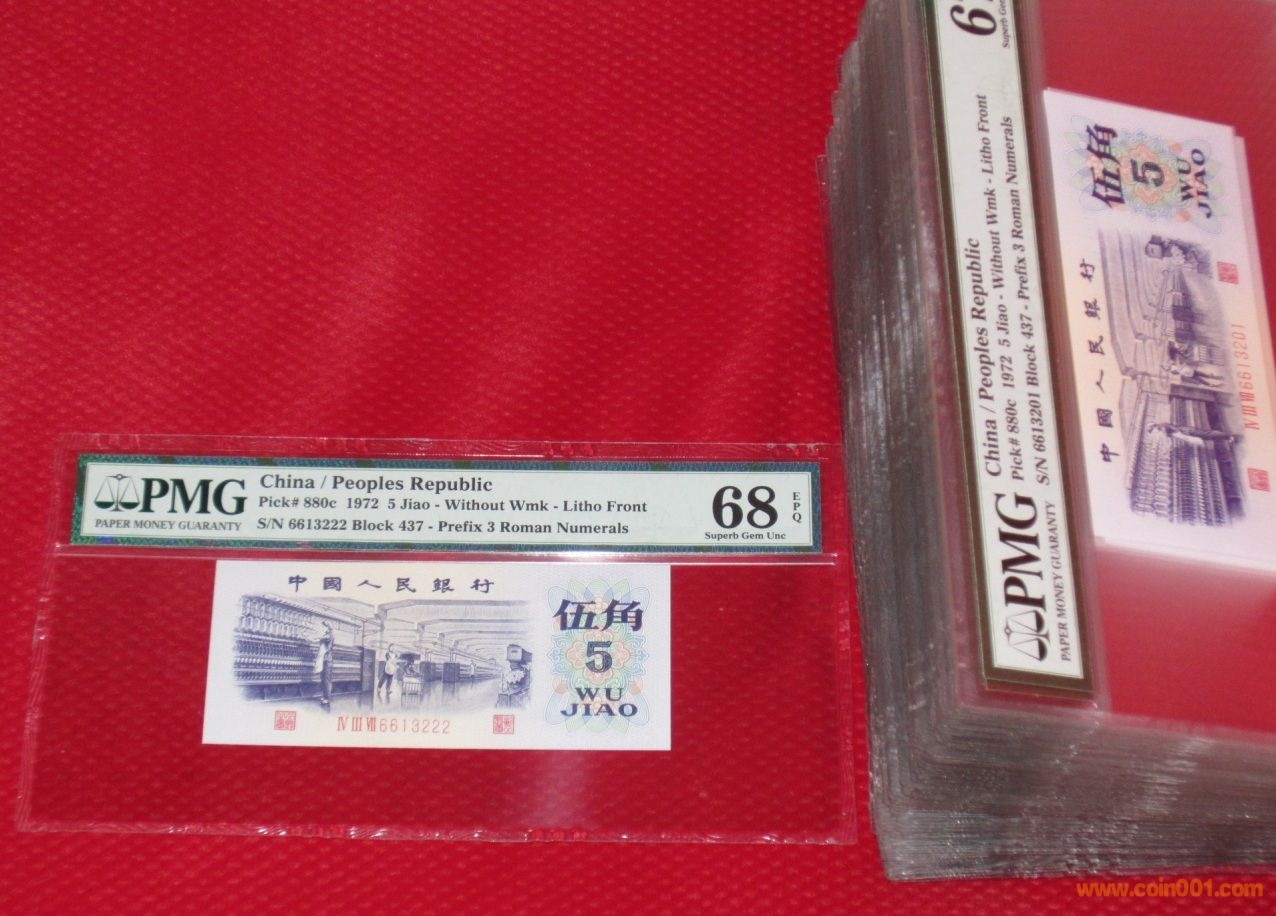 PMG
PAPER MONEY GUARANTY
China / Peoples Republic
Pick# 880c 1972 5 Jiao - Without Wmk - Litho Front
S/N 6613222 Block 437 - Prefix 3 Roman Numerals
68
EPQ
Superb Gem Unc
中國人民銀行
伍角
5
WU
JIAO
Ⅳ Ⅲ Ⅶ 6613222
PMG
PAPER MONEY GUARANTY
China / Peoples Republic
Pick# 880c 1972 5 Jiao - Without Wmk - Litho Front
S/N 6613201 Block 437 - Prefix 3 Roman Numerals
Superb
中國人民銀行
伍角
5
WU
JIAO
Ⅳ Ⅲ Ⅶ 6613201
www.coin001.com